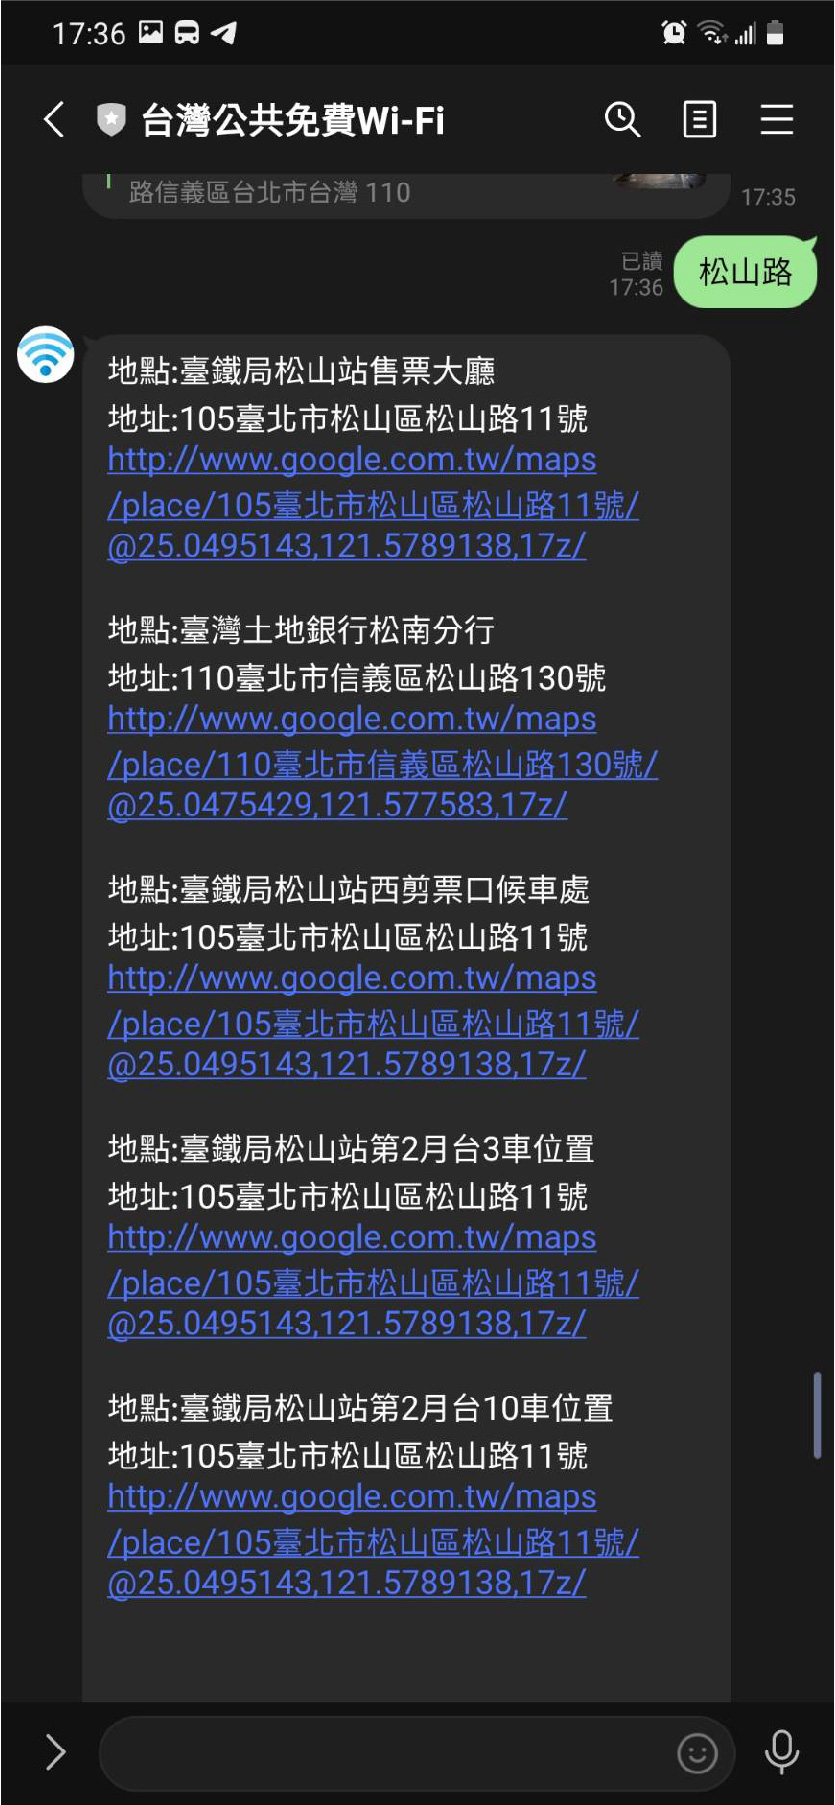 17:36
台灣公共免費Wi-Fi
路信義區台北市台灣 110
17:35
已讀
17:36
松山路
地點:臺鐵局松山站售票大廳
地址:105臺北市松山區松山路11號
http://www.google.com.tw/maps
/place/105臺北市松山區松山路11號/
@25.0495143,121.5789138,17z/
地點:臺灣土地銀行松南分行
地址:110臺北市信義區松山路130號
http://www.google.com.tw/maps
/place/110臺北市信義區松山路130號/
@25.0475429,121.577583,17z/
地點:臺鐵局松山站西剪票口候車處
地址:105臺北市松山區松山路11號
http://www.google.com.tw/maps
/place/105臺北市松山區松山路11號/
@25.0495143,121.5789138,17z/
地點:臺鐵局松山站第2月台3車位置
地址:105臺北市松山區松山路11號
http://www.google.com.tw/maps
/place/105臺北市松山區松山路11號/
@25.0495143,121.5789138,17z/
地點:臺鐵局松山站第2月台10車位置
地址:105臺北市松山區松山路11號
http://www.google.com.tw/maps
/place/105臺北市松山區松山路11號/
@25.0495143,121.5789138,17z/